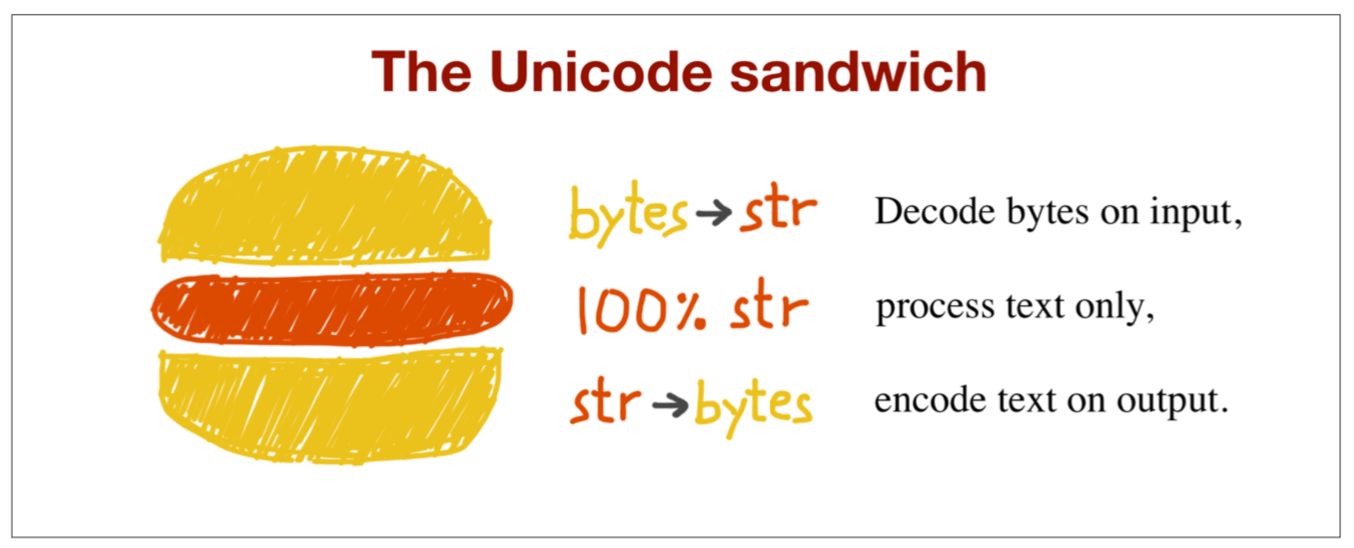 The Unicode sandwich
bytes → str Decode bytes on input,
100% str process text only,
str → bytes encode text on output.